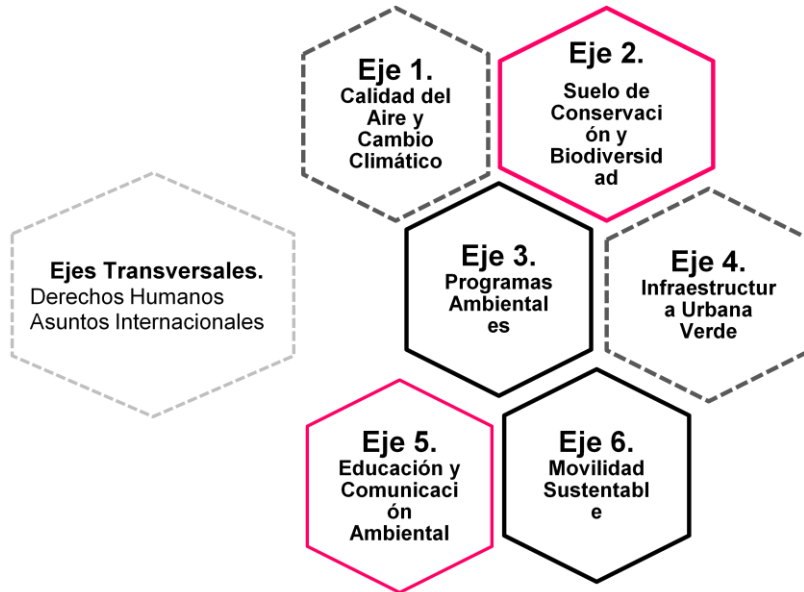 Eje 1.
Calidad del
Aire y
Cambio
Climático
Eje 2.
Suelo de
Conservaci
ón y
Biodiversid
ad
Ejes Transversales.
Derechos Humanos
Asuntos Internacionales
Eje 3.
Programas
Ambiental
es
Eje 4.
Infraestructur
a Urbana
Verde
Eje 5.
Educación y
Comunicaci
ón
Ambiental
Eje 6.
Movilidad
Sustentabl
e